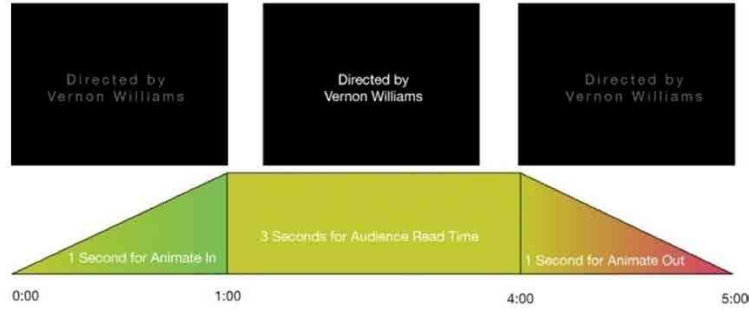 Directed by
Vernon Williams
Directed by
Vernon Williams
Directed by
Vernon Williams
1 Second for Animate In
3 Seconds for Audience Read Time
1 Second for Animate Out
0:00
1:00
4:00
5:00